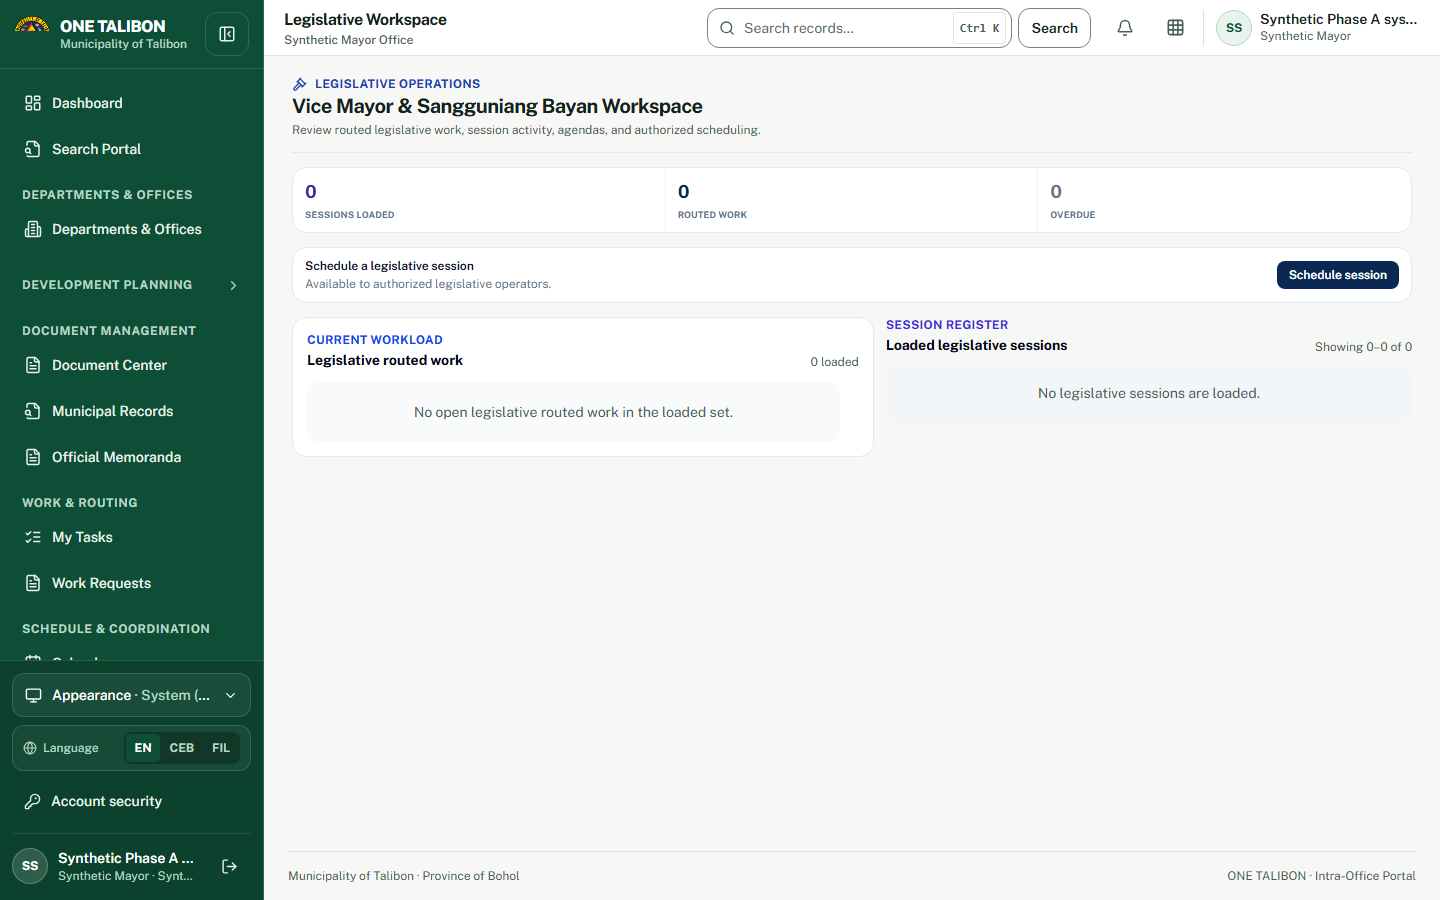 ONE TALIBON
Municipality of Talibon
Dashboard
Search Portal
DEPARTMENTS & OFFICES
Departments & Offices
DEVELOPMENT PLANNING
DOCUMENT MANAGEMENT
Document Center
Municipal Records
Official Memoranda
WORK & ROUTING
My Tasks
Work Requests
SCHEDULE & COORDINATION
Appearance · System (...
Language
EN CEB FIL
Account security
SS
Synthetic Phase A ...
Synthetic Mayor · Synt...
Legislative Workspace
Synthetic Mayor Office
Search records...
Ctrl K
Search
SS
Synthetic Phase A sys...
Synthetic Mayor
LEGISLATIVE OPERATIONS
Vice Mayor & Sangguniang Bayan Workspace
Review routed legislative work, session activity, agendas, and authorized scheduling.
0
SESSIONS LOADED
0
ROUTED WORK
0
OVERDUE
Schedule a legislative session
Available to authorized legislative operators.
Schedule session
CURRENT WORKLOAD
Legislative routed work
0 loaded
No open legislative routed work in the loaded set.
SESSION REGISTER
Loaded legislative sessions
Showing 0–0 of 0
No legislative sessions are loaded.
Municipality of Talibon · Province of Bohol
ONE TALIBON · Intra-Office Portal